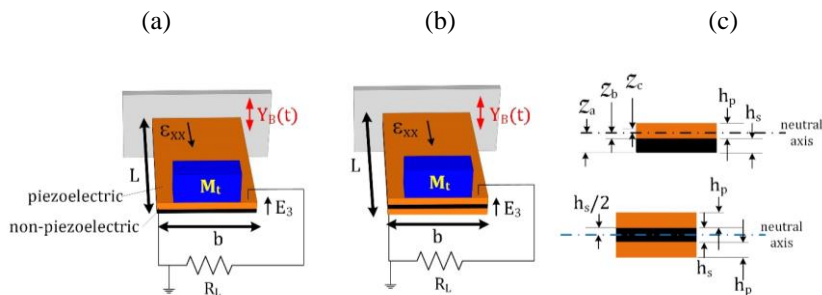 (a)
(b)
(c)
Y_B(t)
ε_xx
L
M_t
piezoelectric
non-piezoelectric
E_3
b
R_L
Y_B(t)
ε_xx
L
M_t
E_3
b
R_L
z_a
z_b
z_c
h_p
h_s
neutral
axis
h_s/2
h_p
neutral
axis
h_s
h_p